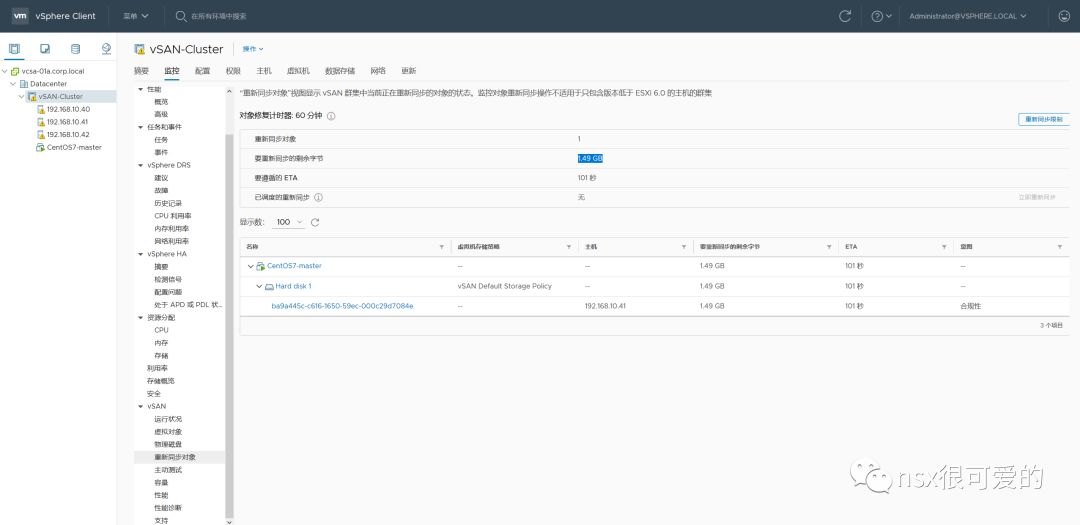 vm vSphere Client 菜单 在所有环境中搜索 Administrator@VSPHERE.LOCAL
vcsa-01a.corp.local
Datacenter
vSAN-Cluster
192.168.10.40
192.168.10.41
192.168.10.42
CentOS7-master
vSAN-Cluster 操作
摘要 监控 配置 权限 主机 虚拟机 数据存储 网络 更新
性能
概览
高级
任务和事件
任务
事件
vSphere DRS
建议
故障
历史记录
CPU 利用率
内存利用率
网络利用率
vSphere HA
摘要
检测信号
配置问题
处于 APD 或 PDL 状...
资源分配
CPU
内存
存储
利用率
存储概览
安全
vSAN
运行状况
虚拟对象
物理磁盘
重新同步对象
主动测试
容量
性能
性能诊断
支持
“重新同步对象”视图显示 vSAN 群集中当前正在重新同步的对象的状态。监控对象重新同步操作不适用于只包含版本低于 ESXi 6.0 的主机的群集
对象修复计时器: 60 分钟
重新同步限制
重新同步对象 1
要重新同步的剩余字节 1.49 GB
要遵循的 ETA 101 秒
已调度的重新同步 无 立即重新同步
显示数: 100
名称 虚拟机存储策略 主机 要重新同步的剩余字节 ETA 意图
CentOS7-master -- -- 1.49 GB 101 秒 --
Hard disk 1 vSAN Default Storage Policy 1.49 GB 101 秒 --
ba9a445c-c616-1650-59ec-000c29d7084e 192.168.10.41 1.49 GB 101 秒 合规性
3 个项目
nsx很可爱的